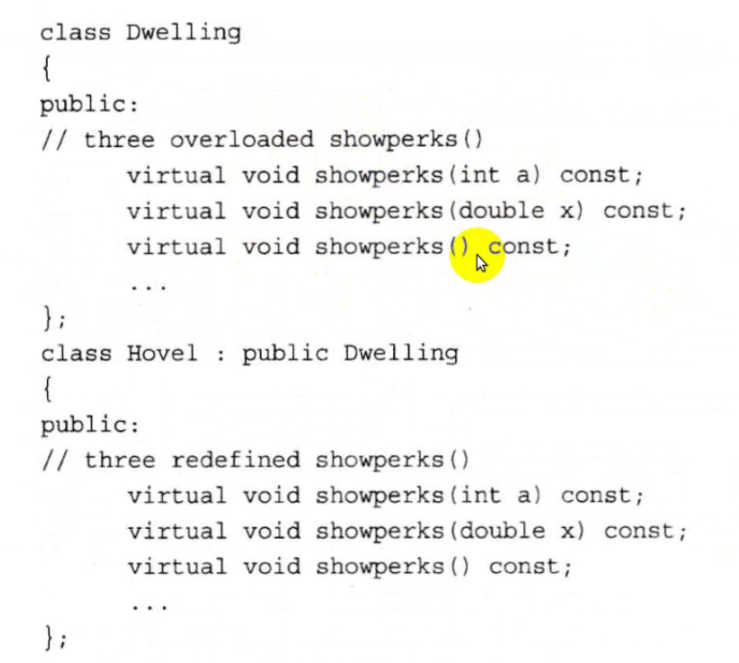 class Dwelling
{
public:
// three overloaded showperks()
virtual void showperks(int a) const;
virtual void showperks(double x) const;
virtual void showperks() const;
...
};
class Hovel : public Dwelling
{
public:
// three redefined showperks()
virtual void showperks(int a) const;
virtual void showperks(double x) const;
virtual void showperks() const;
...
};